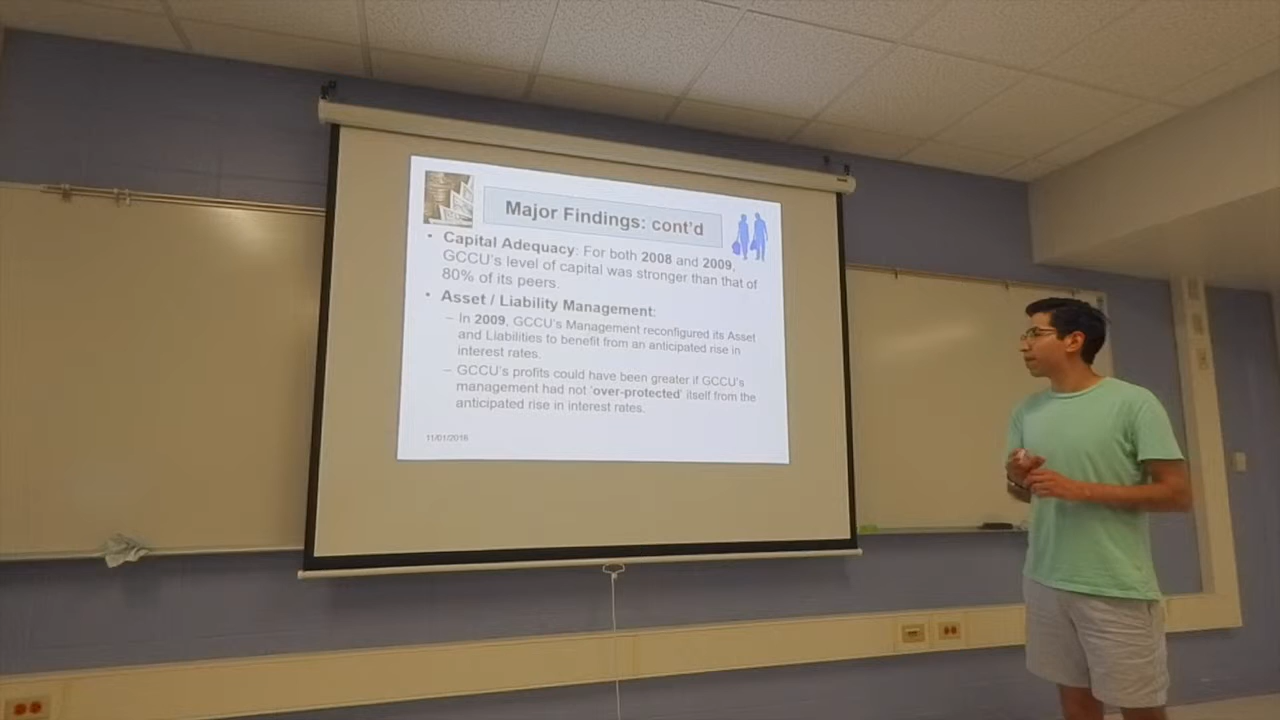 Major Findings: cont'd
• Capital Adequacy: For both 2008 and 2009,
GCCU's level of capital was stronger than that of
80% of its peers.
• Asset / Liability Management:
– In 2009, GCCU's Management reconfigured its Asset
and Liabilities to benefit from an anticipated rise in
interest rates.
– GCCU's profits could have been greater if GCCU's
management had not 'over-protected' itself from the
anticipated rise in interest rates.
11/01/2016